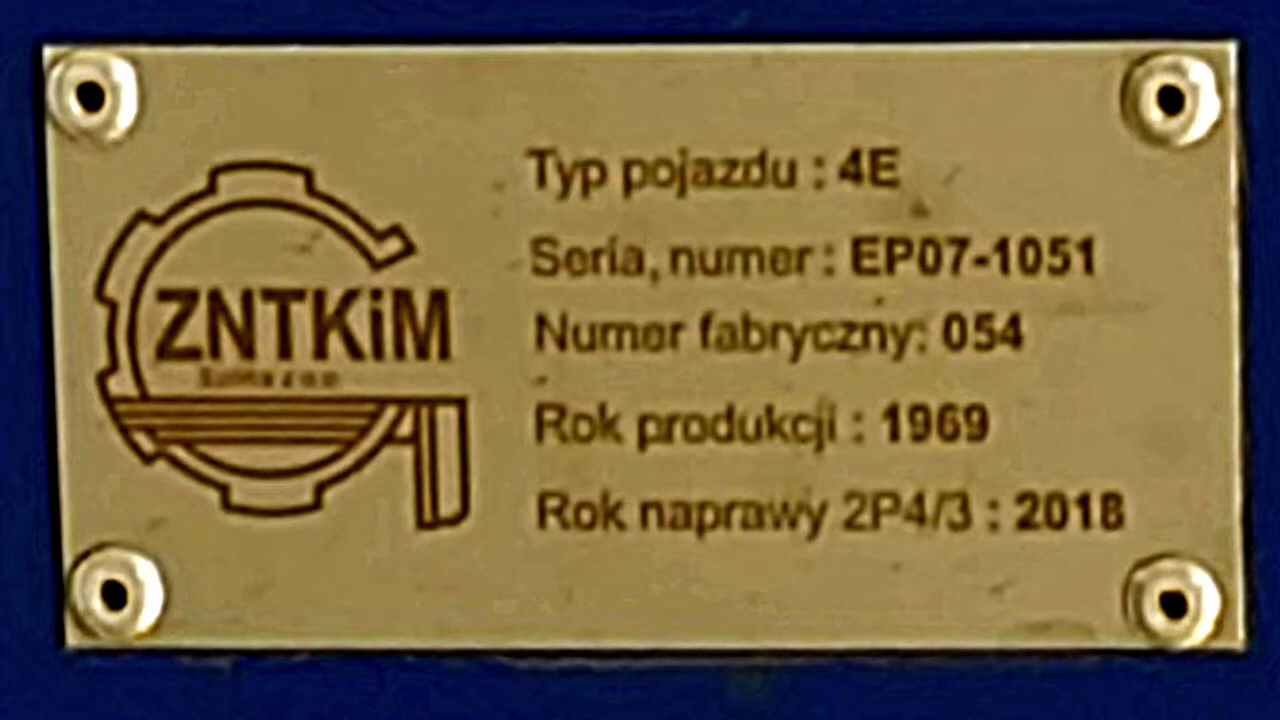 ZNTKiM
Spółka z o.o.
Typ pojazdu : 4E
Seria, numer : EP07-1051
Numer fabryczny: 054
Rok produkcji : 1969
Rok naprawy 2P4/3 : 2018